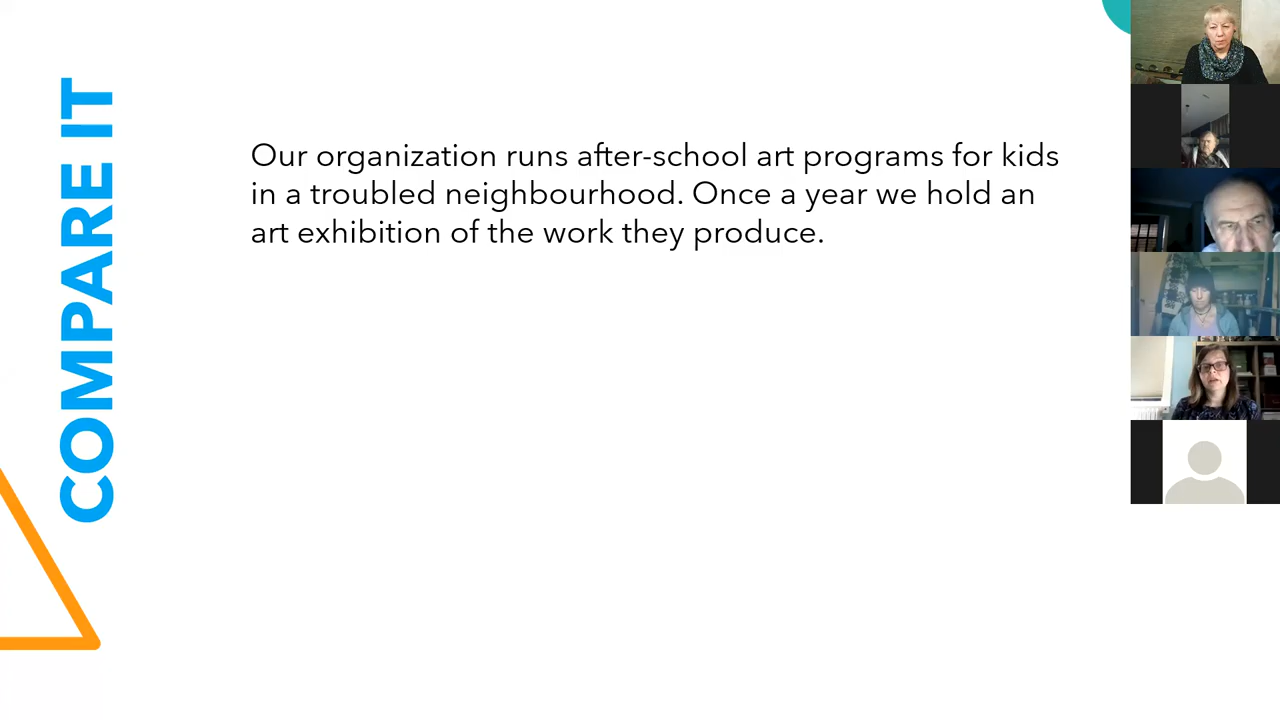 COMPARE IT
Our organization runs after-school art programs for kids
in a troubled neighbourhood. Once a year we hold an
art exhibition of the work they produce.